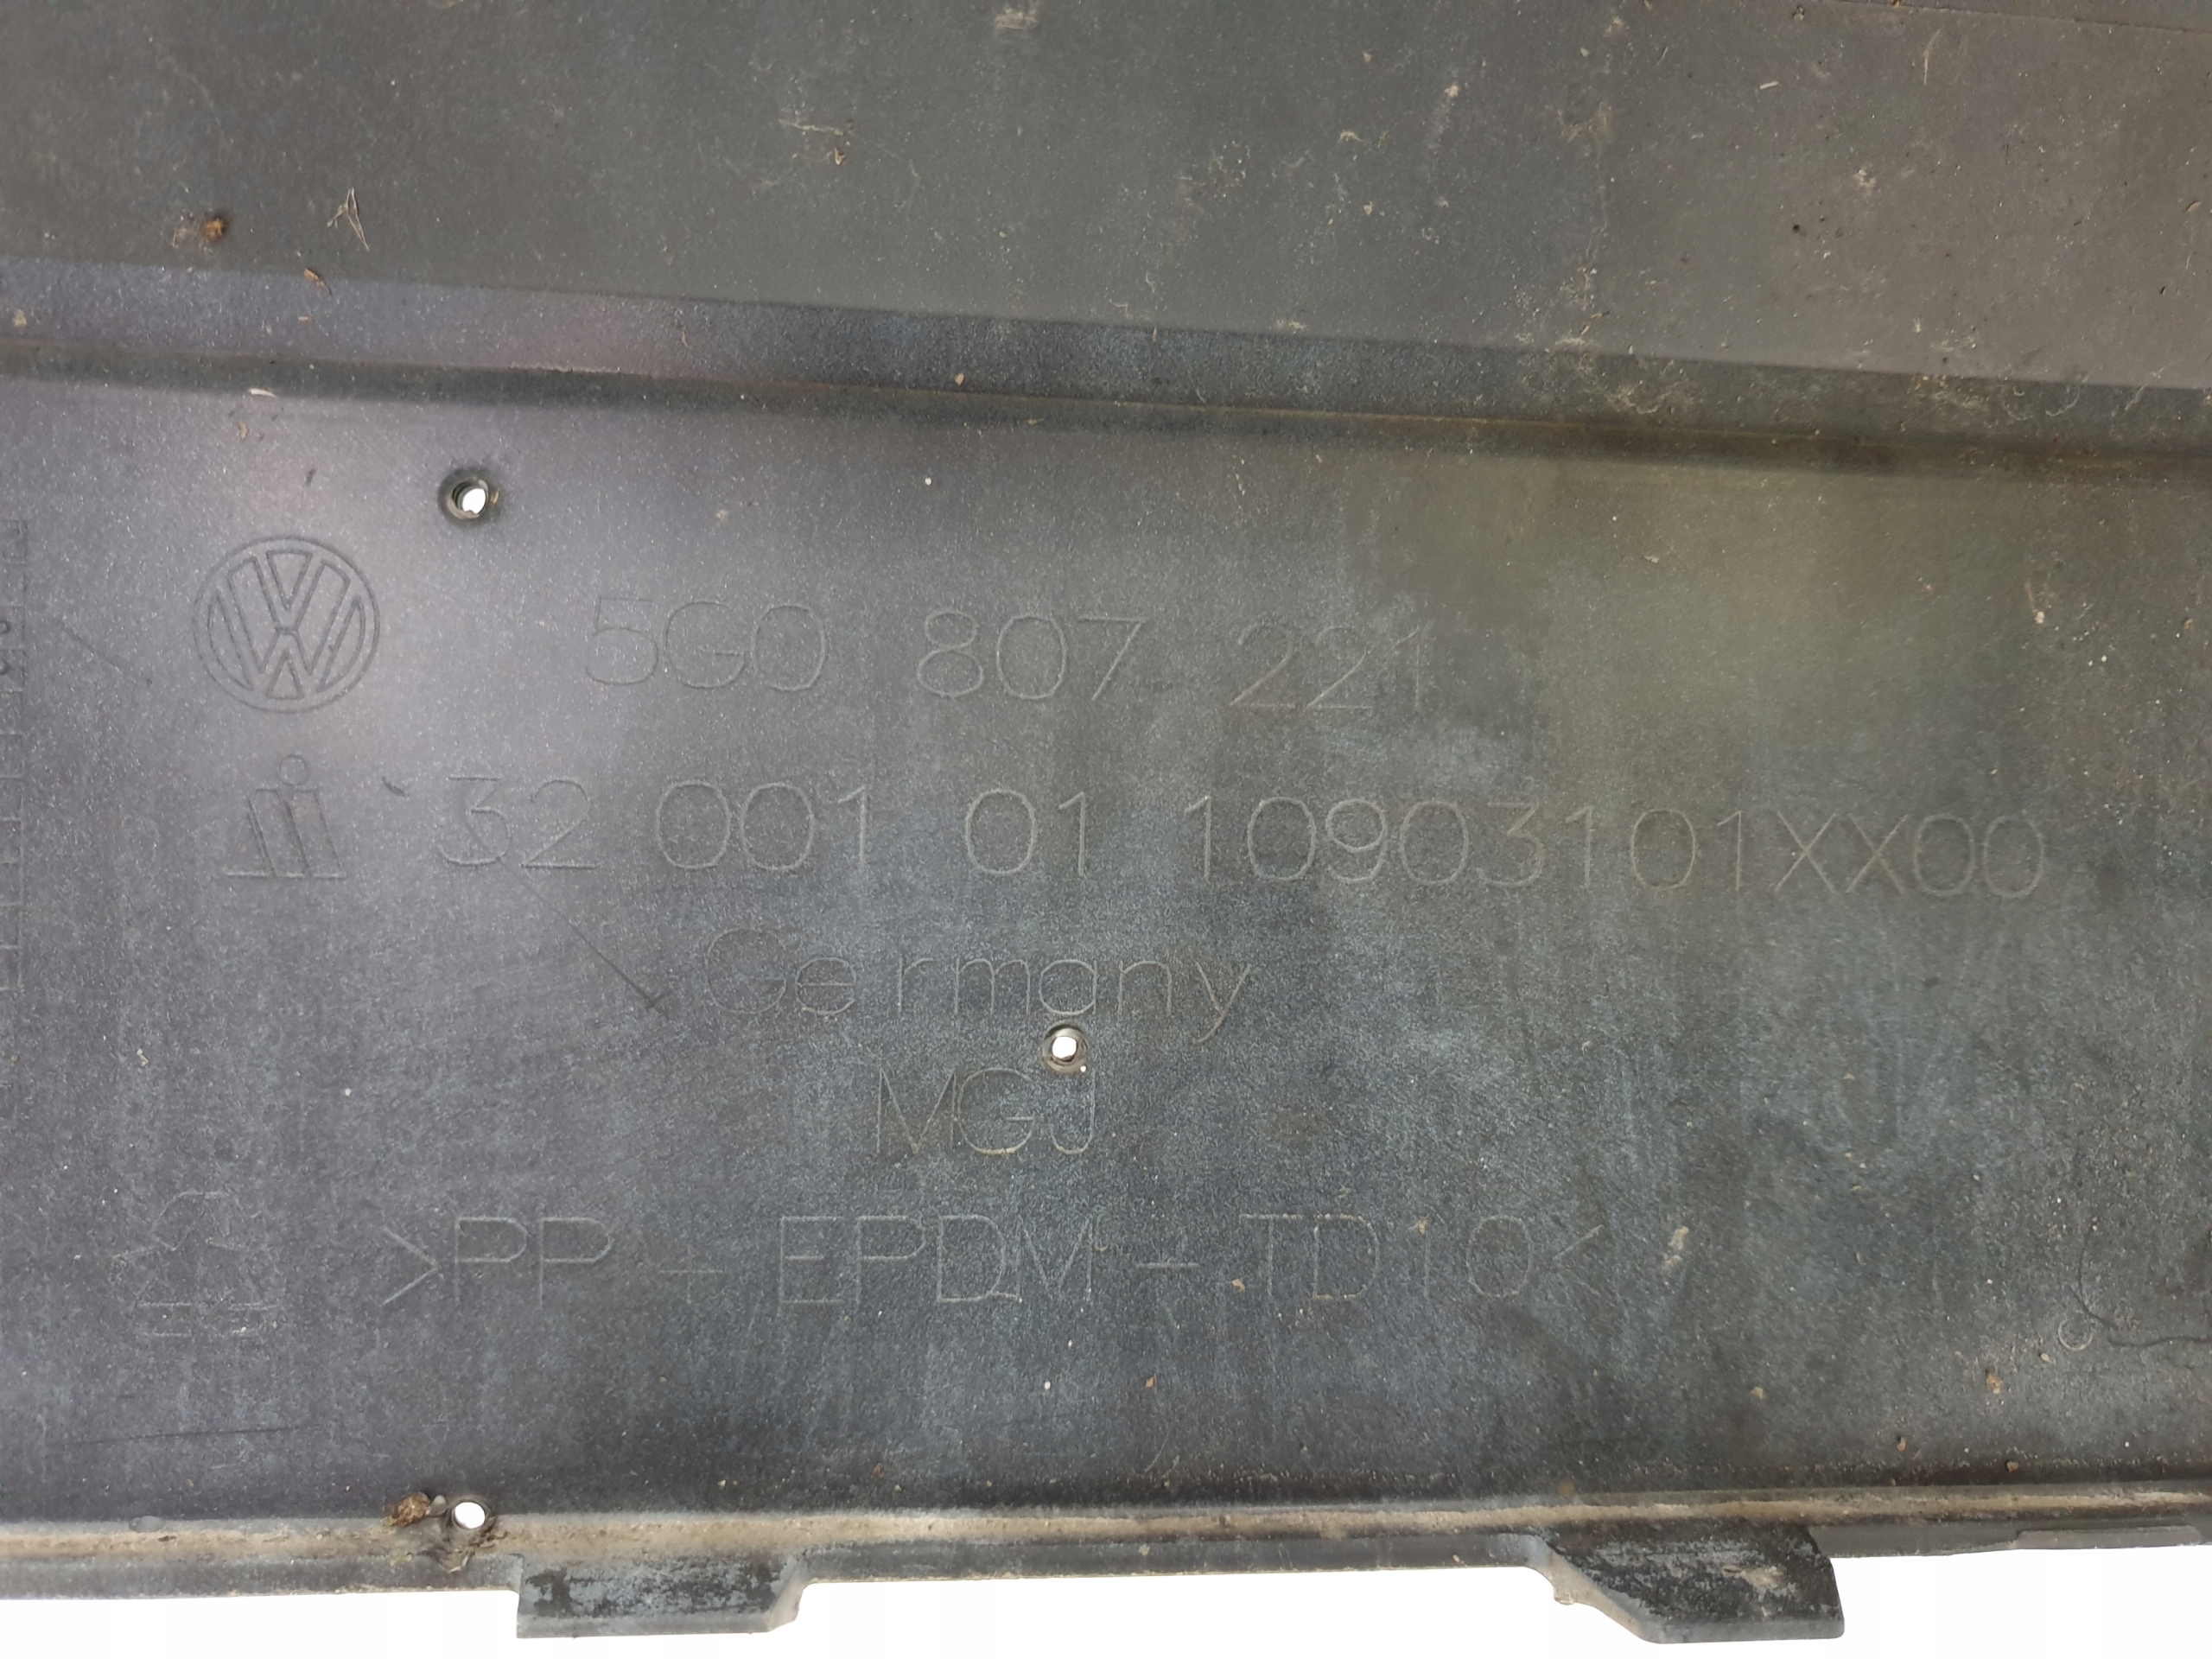 5G0 807 221
32 001 01 10903101XX00
Germany
MGJ
>PP + EPDM + TD10<